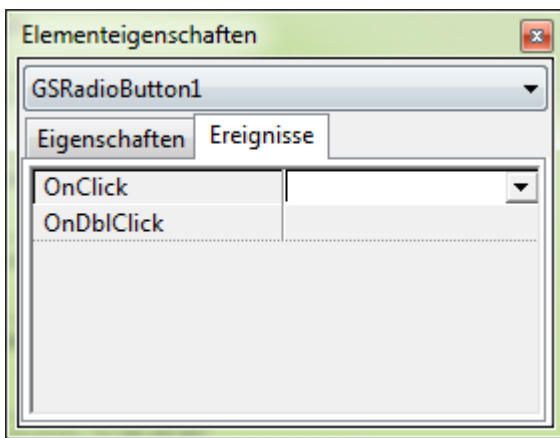 Elementeigenschaften
GSRadioButton1
Eigenschaften Ereignisse
OnClick
OnDblClick